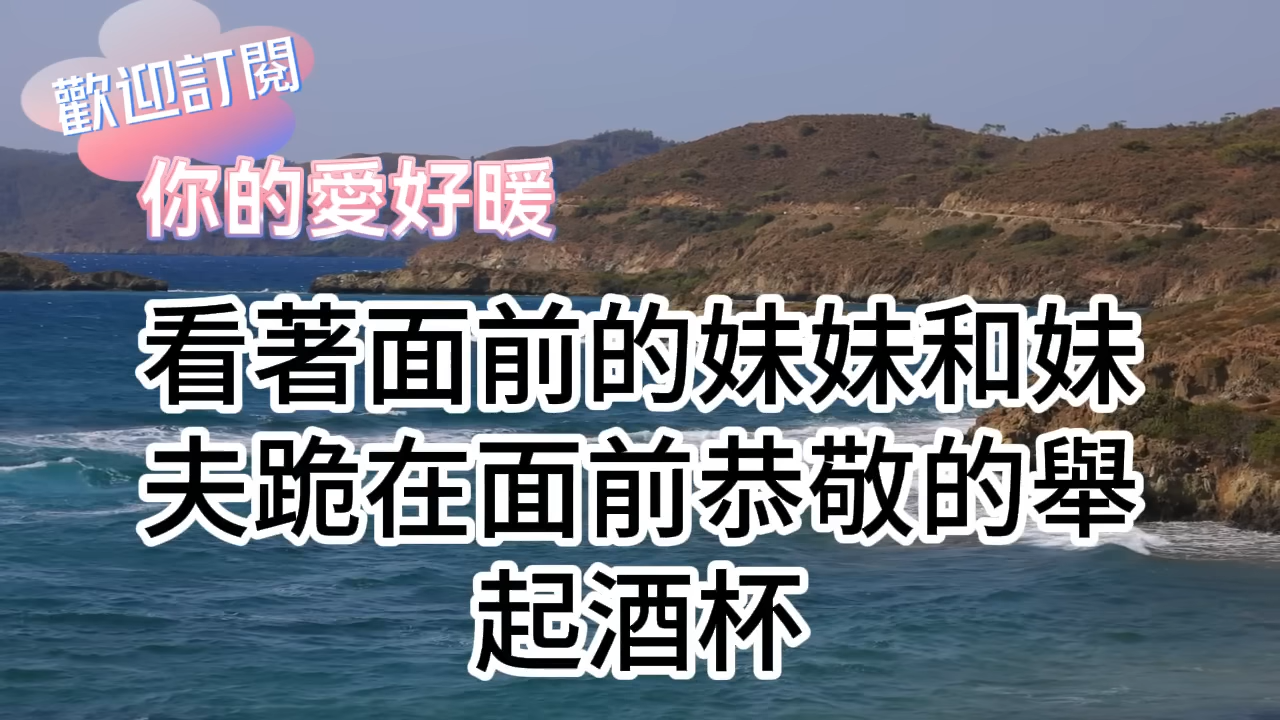 歡迎訂閱
你的愛好暖
看著面前的妹妹和妹
夫跪在面前恭敬的舉
起酒杯